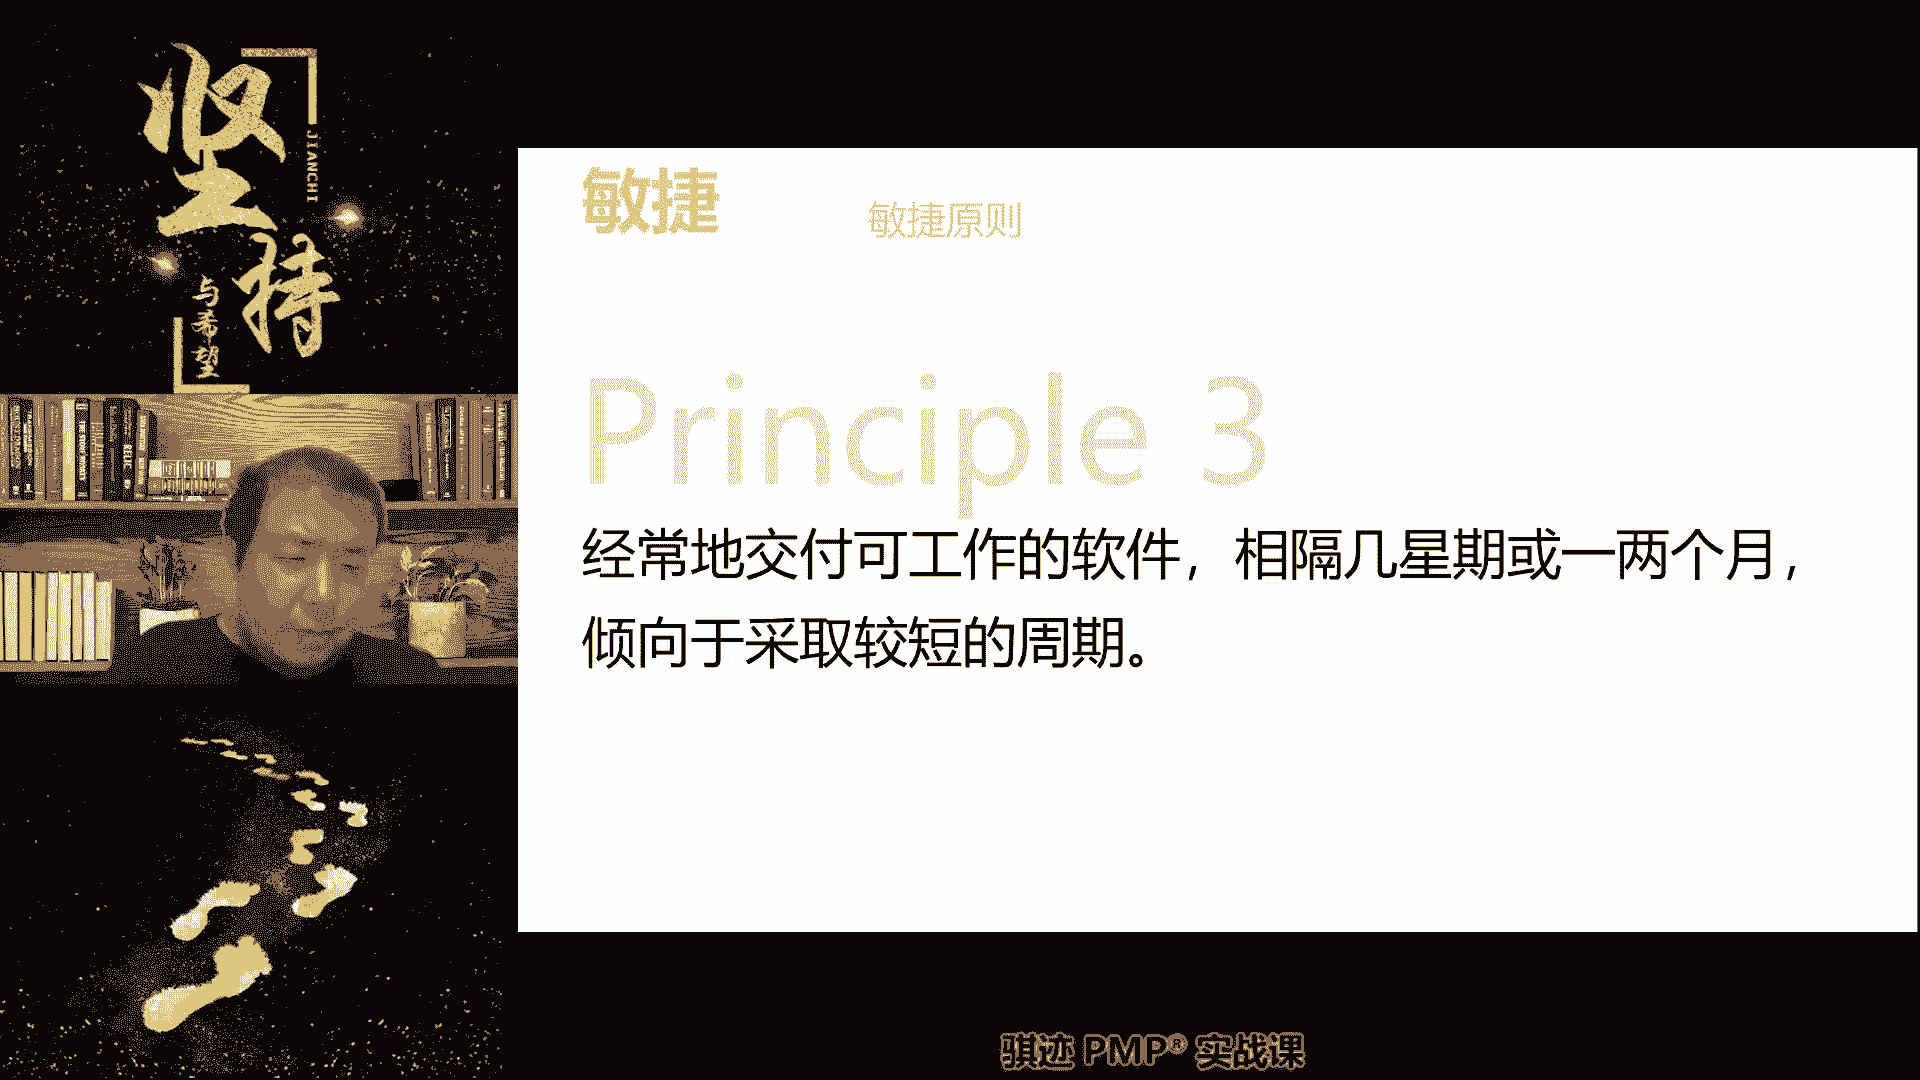 坚持
JIANCHI
与希望
敏捷
敏捷原则
Principle 3
经常地交付可工作的软件，相隔几星期或一两个月，
倾向于采取较短的周期。
骐迹 PMP® 实战课